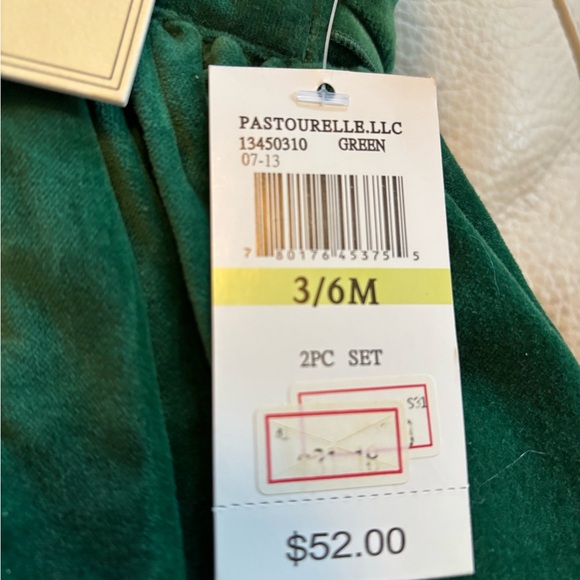 PASTOURELLE.LLC
13450310 GREEN
07-13
7 80176 45375 5
3/6M
2PC SET
$52.00